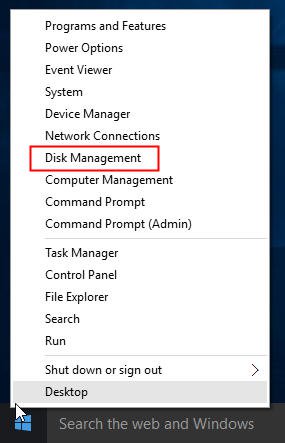 Programs and Features
Power Options
Event Viewer
System
Device Manager
Network Connections
Disk Management
Computer Management
Command Prompt
Command Prompt (Admin)
Task Manager
Control Panel
File Explorer
Search
Run
Shut down or sign out
Desktop
Search the web and Windows